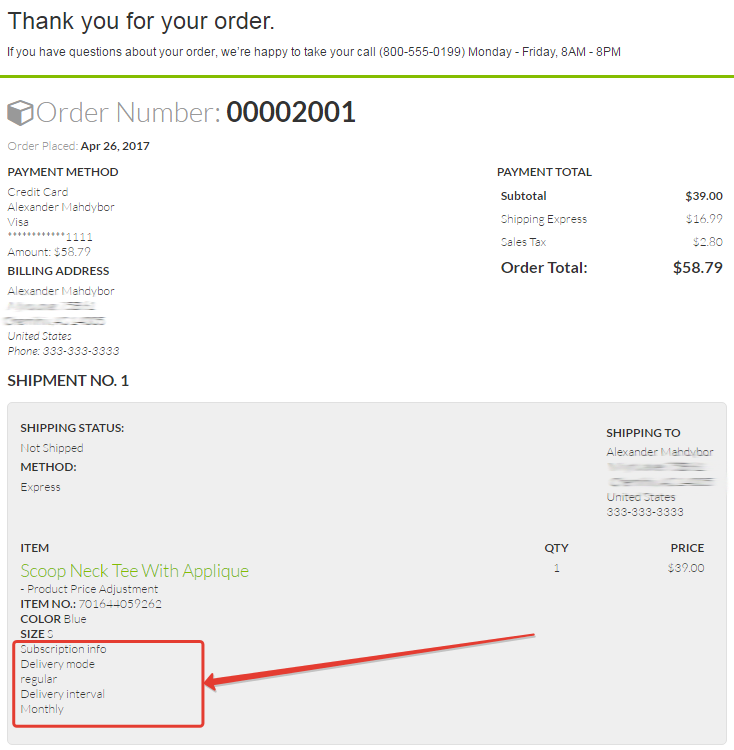 Thank you for your order.
If you have questions about your order, we're happy to take your call (800-555-0199) Monday - Friday, 8AM - 8PM
Order Number: 00002001
Order Placed: Apr 26, 2017
PAYMENT METHOD
Credit Card
Alexander Mahdybor
Visa
************1111
Amount: $58.79
BILLING ADDRESS
Alexander Mahdybor
United States
Phone: 333-333-3333
PAYMENT TOTAL
Subtotal $39.00
Shipping Express $16.99
Sales Tax $2.80
Order Total: $58.79
SHIPMENT NO. 1
SHIPPING STATUS:
Not Shipped
METHOD:
Express
SHIPPING TO
Alexander Mahdybor
United States
333-333-3333
ITEM QTY PRICE
Scoop Neck Tee With Applique 1 $39.00
- Product Price Adjustment
ITEM NO.: 701644059262
COLOR Blue
SIZE S
Subscription info
Delivery mode
regular
Delivery interval
Monthly